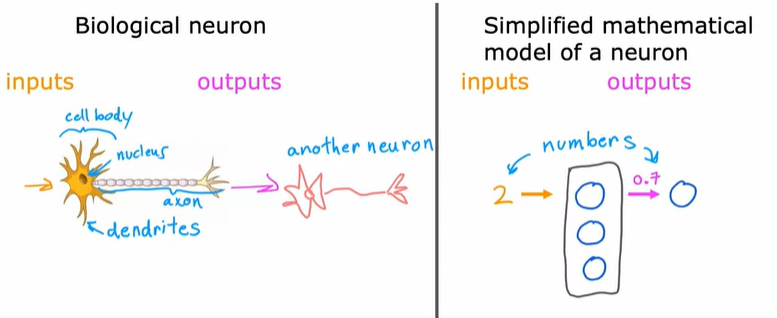 Biological neuron
inputs
outputs
cell body
nucleus
another neuron
axon
dendrites
Simplified mathematical
model of a neuron
inputs
outputs
numbers
2
0.7